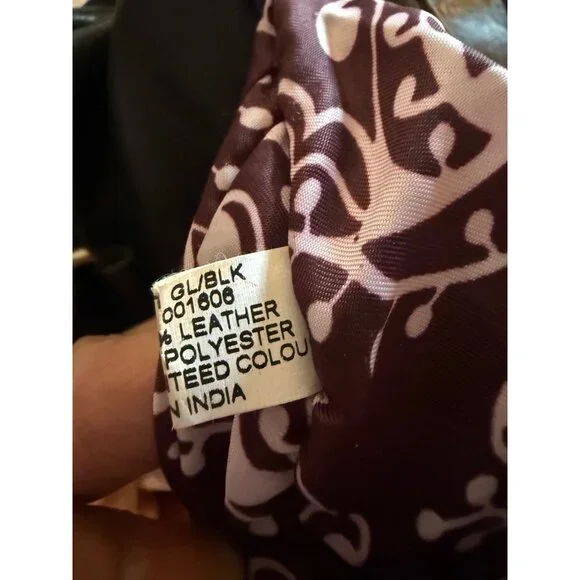 GL/BLK
001606
% LEATHER
POLYESTER
TEED COLOU
N INDIA